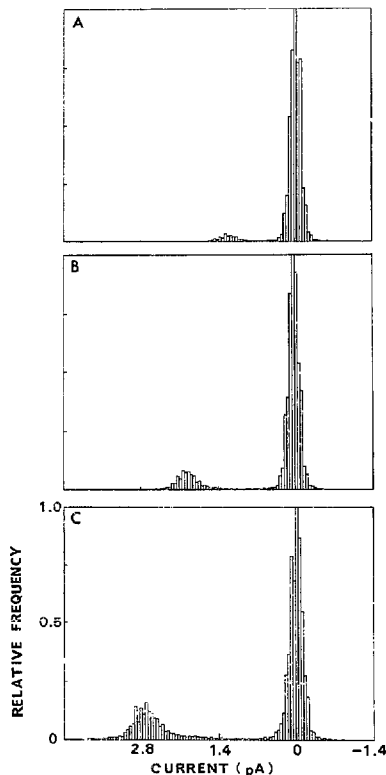 A
B
C
1.0
0.5
0
RELATIVE FREQUENCY
2.8 1.4 0 -1.4
CURRENT (pA)